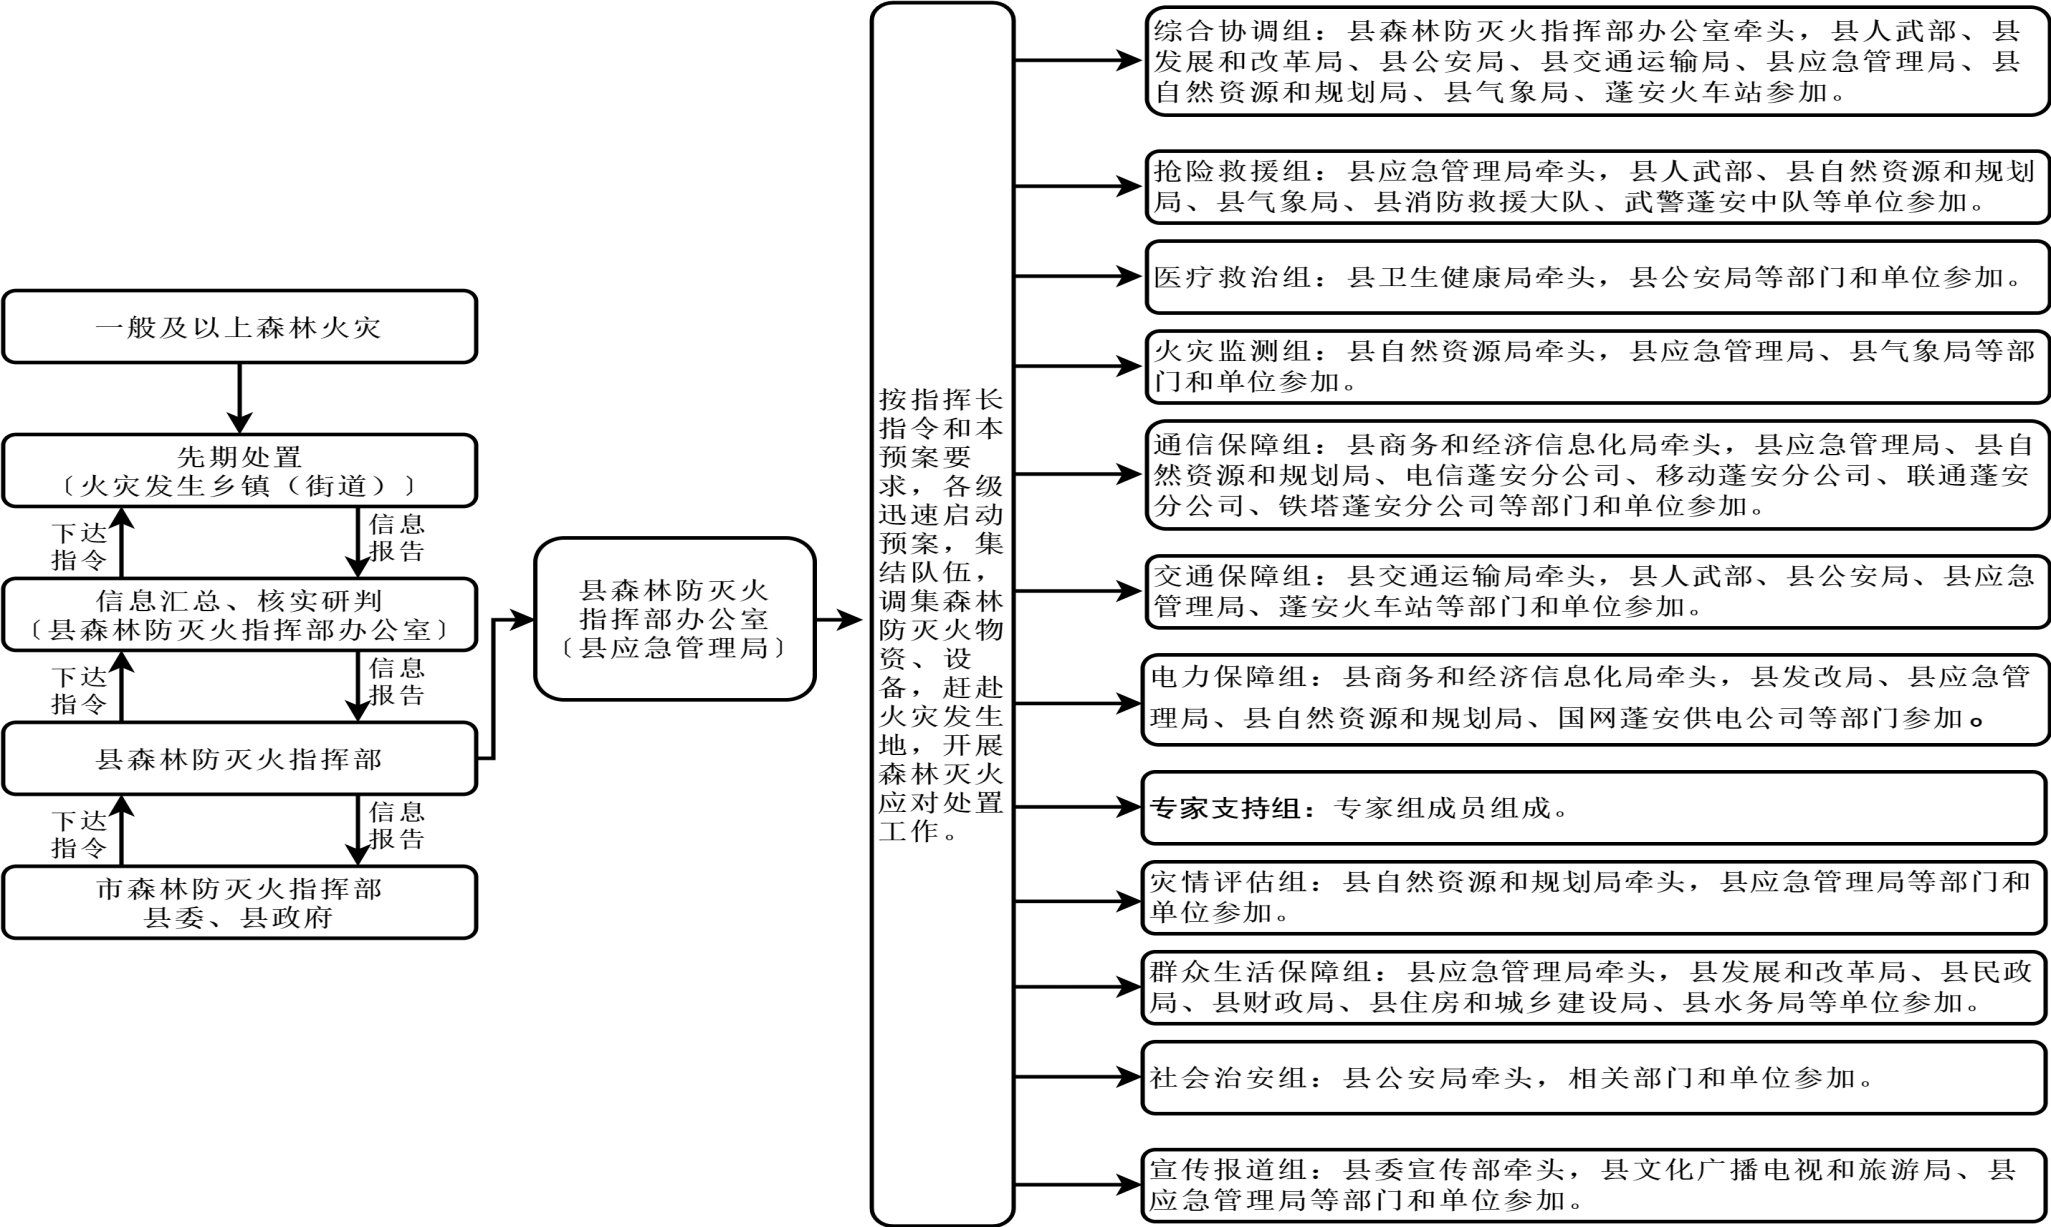 一般及以上森林火灾
先期处置
〔火灾发生乡镇（街道）〕
下达
指令
信息
报告
信息汇总、核实研判
〔县森林防灭火指挥部办公室〕
下达
指令
信息
报告
县森林防灭火指挥部
下达
指令
信息
报告
市森林防灭火指挥部
县委、县政府
县森林防灭火
指挥部办公室
〔县应急管理局〕
按指挥长
指令和本
预案要
求，各级
迅速启动
预案，集
结队伍，
调集森林
防灭火物
资、设
备，赶赴
火灾发生
地，开展
森林灭火
应对处置
工作。
综合协调组：县森林防灭火指挥部办公室牵头，县人武部、县
发展和改革局、县公安局、县交通运输局、县应急管理局、县
自然资源和规划局、县气象局、蓬安火车站参加。
抢险救援组：县应急管理局牵头，县人武部、县自然资源和规划
局、县气象局、县消防救援大队、武警蓬安中队等单位参加。
医疗救治组：县卫生健康局牵头，县公安局等部门和单位参加。
火灾监测组：县自然资源局牵头，县应急管理局、县气象局等部
门和单位参加。
通信保障组：县商务和经济信息化局牵头，县应急管理局、县自
然资源和规划局、电信蓬安分公司、移动蓬安分公司、联通蓬安
分公司、铁塔蓬安分公司等部门和单位参加。
交通保障组：县交通运输局牵头，县人武部、县公安局、县应急
管理局、蓬安火车站等部门和单位参加。
电力保障组：县商务和经济信息化局牵头，县发改局、县应急管
理局、县自然资源和规划局、国网蓬安供电公司等部门参加。
专家支持组：专家组成员组成。
灾情评估组：县自然资源和规划局牵头，县应急管理局等部门和
单位参加。
群众生活保障组：县应急管理局牵头，县发展和改革局、县民政
局、县财政局、县住房和城乡建设局、县水务局等单位参加。
社会治安组：县公安局牵头，相关部门和单位参加。
宣传报道组：县委宣传部牵头，县文化广播电视和旅游局、县
应急管理局等部门和单位参加。